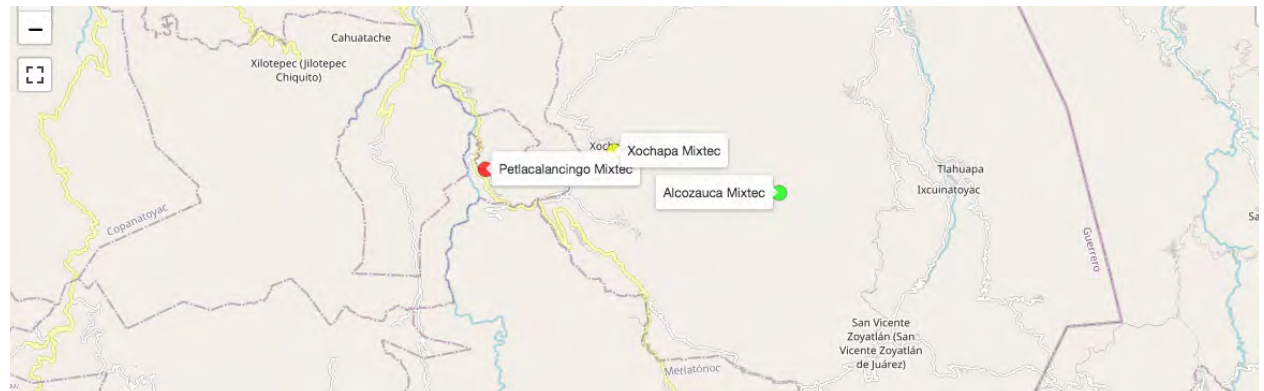 −
Cahuatache
Xilotepec (Jilotepec
Chiquito)
Xochapa Mixtec
Petlacalancingo Mixtec
Tlahuapa
Alcozauca Mixtec
Ixcuinatoyac
Copanatoyac
Guerrero
San Vicente
Zoyatlán (San
Vicente Zoyatlán
de Juárez)
Metlatónoc